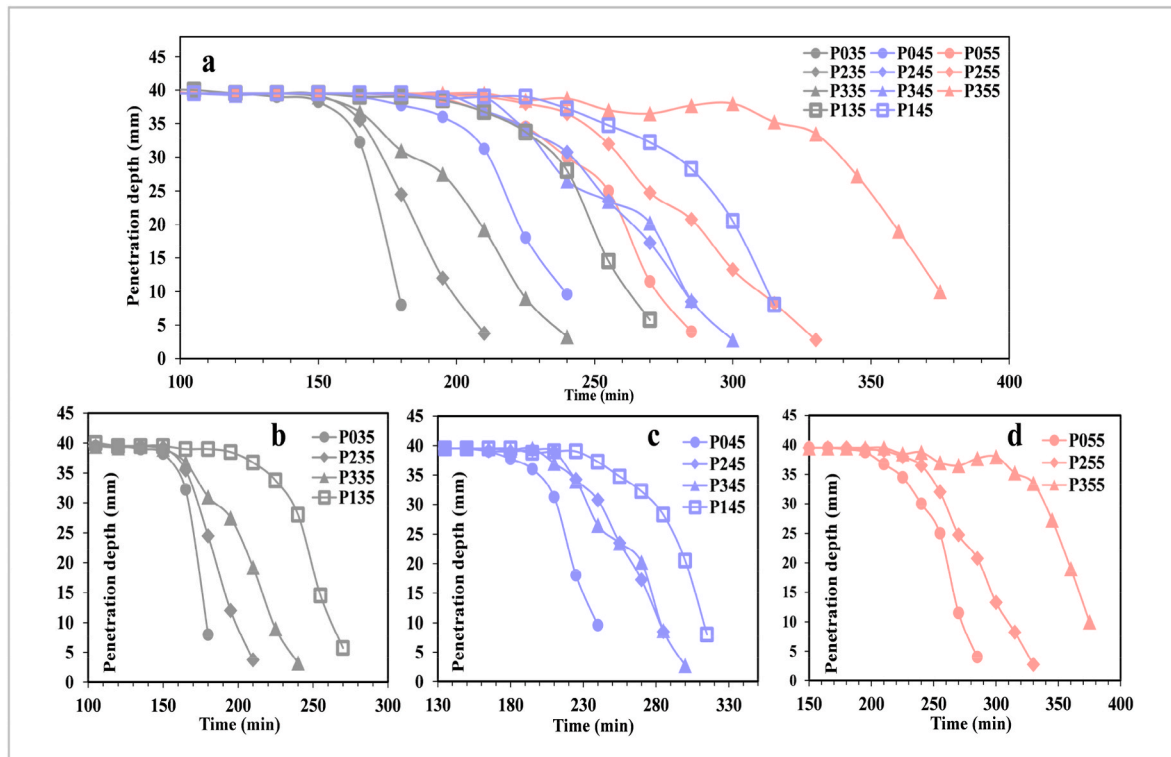 a
P035 P045 P055
P235 P245 P255
P335 P345 P355
P135 P145
Penetration depth (mm)
45
40
35
30
25
20
15
10
5
0
100 150 200 250 300 350 400
Time (min)
b
P035
P235
P335
P135
Penetration depth (mm)
45
40
35
30
25
20
15
10
5
0
100 150 200 250 300
Time (min)
c
P045
P245
P345
P145
Penetration depth (mm)
45
40
35
30
25
20
15
10
5
0
130 180 230 280 330
Time (min)
d
P055
P255
P355
Penetration depth (mm)
45
40
35
30
25
20
15
10
5
0
150 200 250 300 350 400
Time (min)